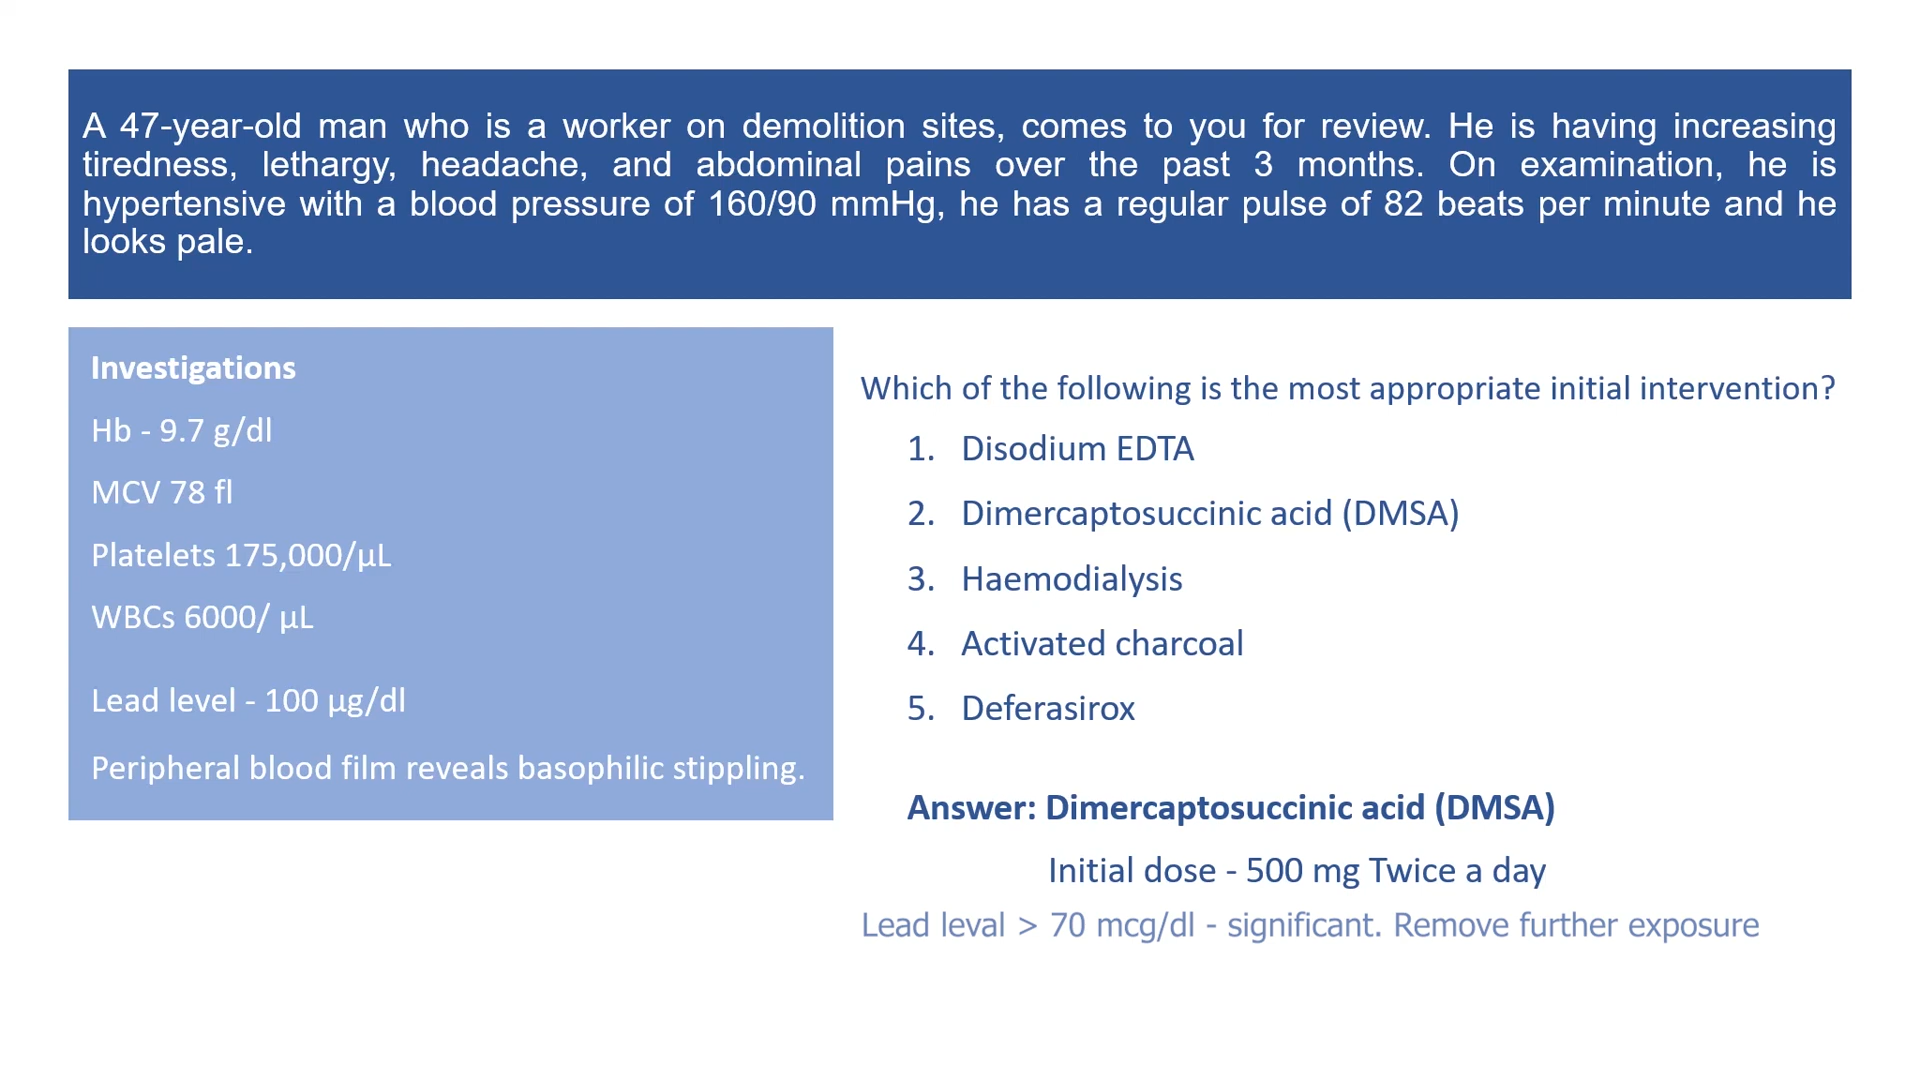 A 47-year-old man who is a worker on demolition sites, comes to you for review. He is having increasing
tiredness, lethargy, headache, and abdominal pains over the past 3 months. On examination, he is
hypertensive with a blood pressure of 160/90 mmHg, he has a regular pulse of 82 beats per minute and he
looks pale.
Investigations
Hb - 9.7 g/dl
MCV 78 fl
Platelets 175,000/µL
WBCs 6000/ µL
Lead level - 100 µg/dl
Peripheral blood film reveals basophilic stippling.
Which of the following is the most appropriate initial intervention?
1. Disodium EDTA
2. Dimercaptosuccinic acid (DMSA)
3. Haemodialysis
4. Activated charcoal
5. Deferasirox
Answer: Dimercaptosuccinic acid (DMSA)
Initial dose - 500 mg Twice a day
Lead leval > 70 mcg/dl - significant. Remove further exposure